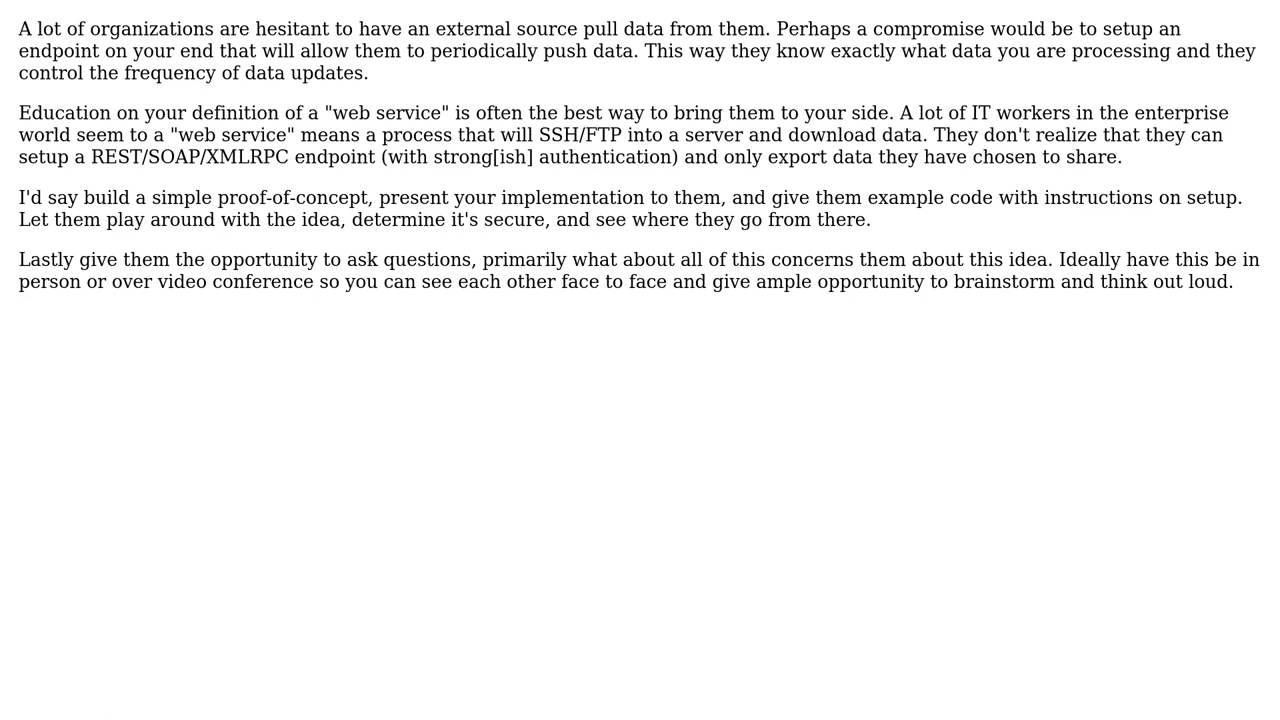 A lot of organizations are hesitant to have an external source pull data from them. Perhaps a compromise would be to setup an
endpoint on your end that will allow them to periodically push data. This way they know exactly what data you are processing and they
control the frequency of data updates.
Education on your definition of a "web service" is often the best way to bring them to your side. A lot of IT workers in the enterprise
world seem to a "web service" means a process that will SSH/FTP into a server and download data. They don't realize that they can
setup a REST/SOAP/XMLRPC endpoint (with strong[ish] authentication) and only export data they have chosen to share.
I'd say build a simple proof-of-concept, present your implementation to them, and give them example code with instructions on setup.
Let them play around with the idea, determine it's secure, and see where they go from there.
Lastly give them the opportunity to ask questions, primarily what about all of this concerns them about this idea. Ideally have this be in
person or over video conference so you can see each other face to face and give ample opportunity to brainstorm and think out loud.